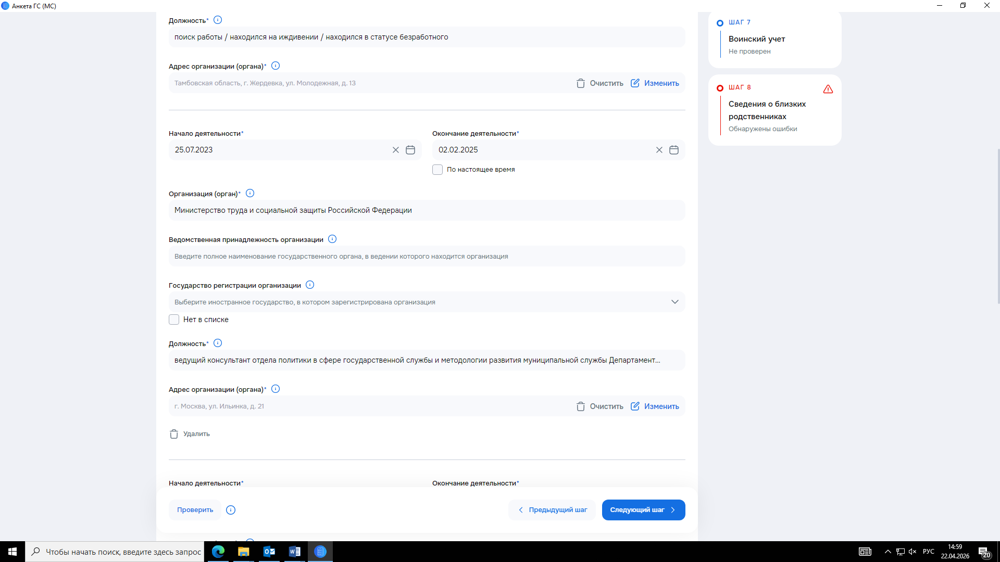 Анкета ГС (МС)
Должность*
поиск работы / находился на иждивении / находился в статусе безработного
Адрес организации (органа)*
Тамбовская область, г. Жердевка, ул. Молодежная, д. 13
Очистить
Изменить
Начало деятельности*
Окончание деятельности*
25.07.2023
02.02.2025
По настоящее время
Организация (орган)*
Министерство труда и социальной защиты Российской Федерации
Ведомственная принадлежность организации
Введите полное наименование государственного органа, в ведении которого находится организация
Государство регистрации организации
Выберите иностранное государство, в котором зарегистрирована организация
Нет в списке
Должность*
ведущий консультант отдела политики в сфере государственной службы и методологии развития муниципальной службы Департамент...
Адрес организации (органа)*
г. Москва, ул. Ильинка, д. 21
Очистить
Изменить
Удалить
Начало деятельности*
Окончание деятельности*
Проверить
Предыдущий шаг
Следующий шаг
ШАГ 7
Воинский учет
Не проверен
ШАГ 8
Сведения о близких
родственниках
Обнаружены ошибки
Чтобы начать поиск, введите здесь запрос
РУС
14:59
22.04.2026
20